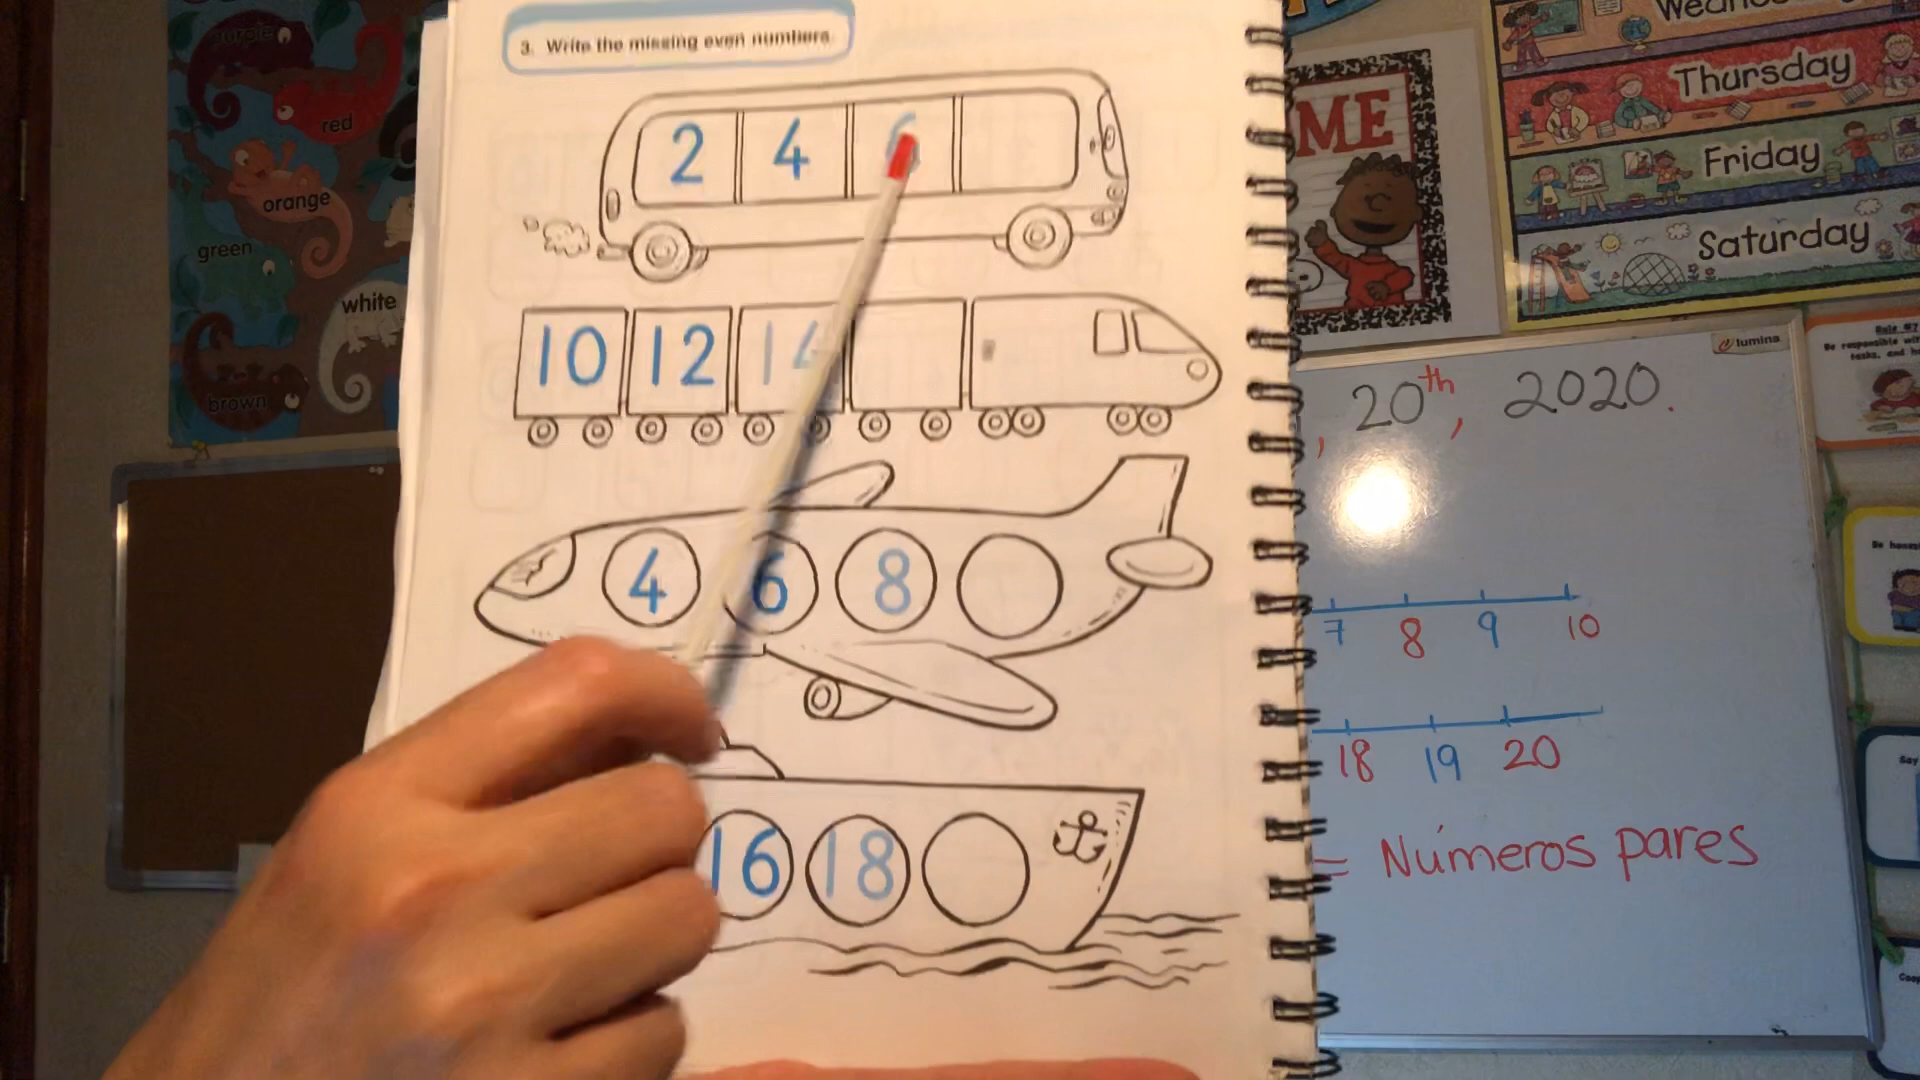 purple
red
orange
green
white
brown
3. Write the missing even numbers.
2 4 6
10 12 14
4 6 8
16 18
ME
Thursday
Friday
Saturday
lumina
, 20th, 2020.
7 8 9 10
18 19 20
= Números pares